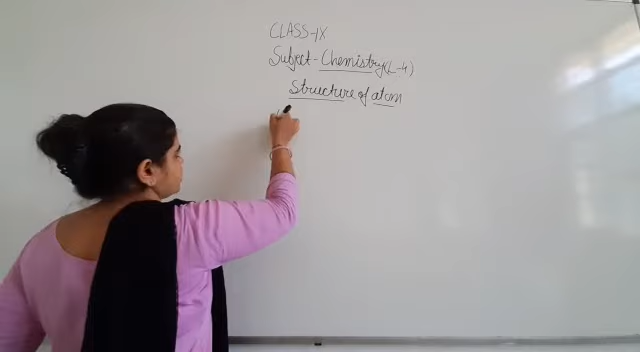 CLASS-IX
Subject-Chemistry(L-4)
Structure of atom